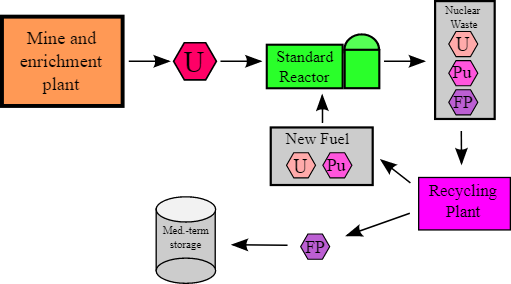 Mine and
enrichment
plant
U
Standard
Reactor
Nuclear
Waste
U
Pu
FP
New Fuel
U Pu
Recycling
Plant
FP
Med.-term
storage